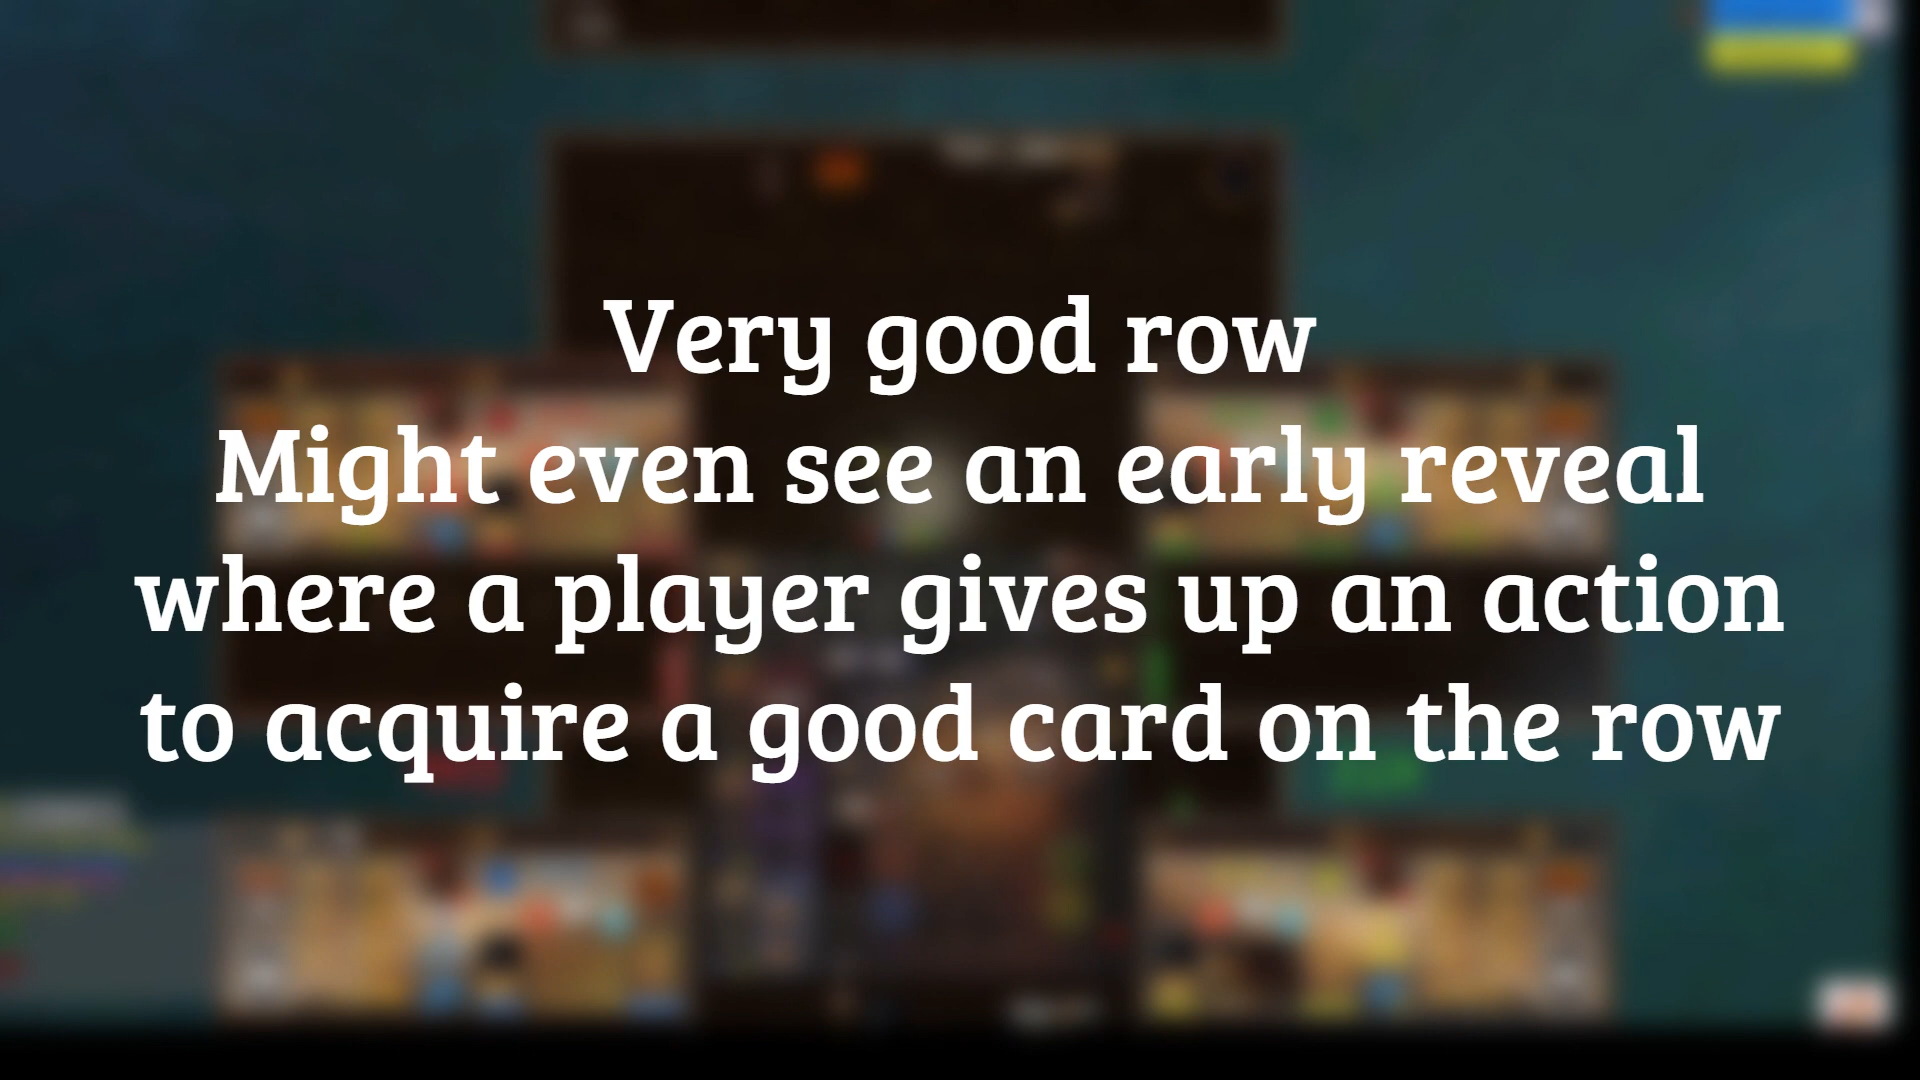 Very good row
Might even see an early reveal
where a player gives up an action
to acquire a good card on the row